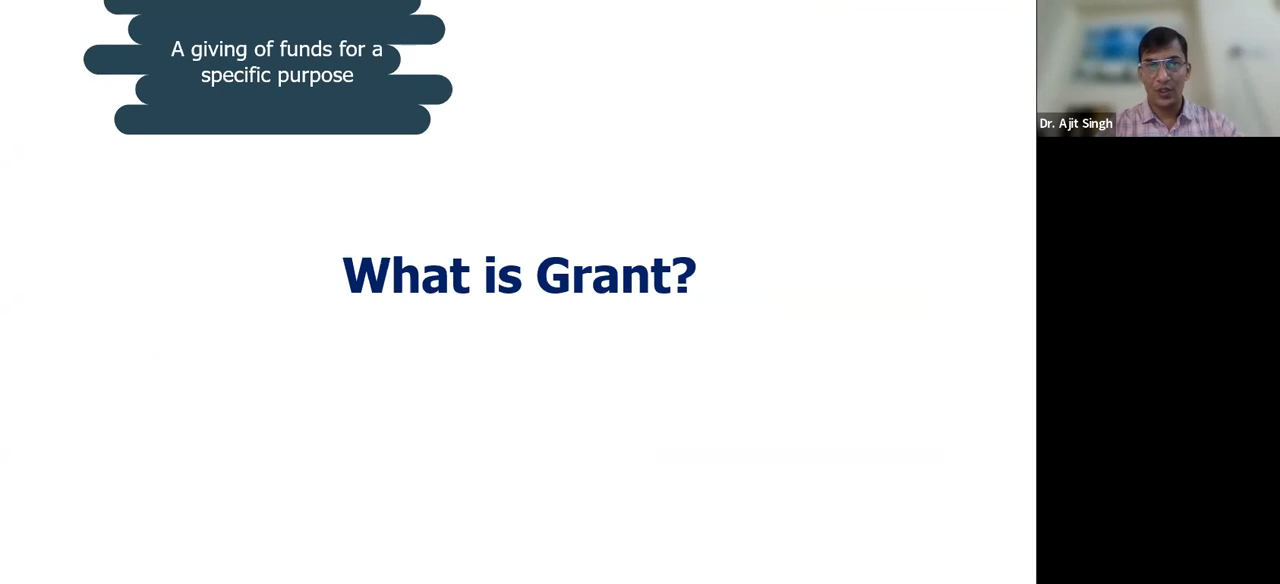 A giving of funds for a
specific purpose
Dr. Ajit Singh
What is Grant?